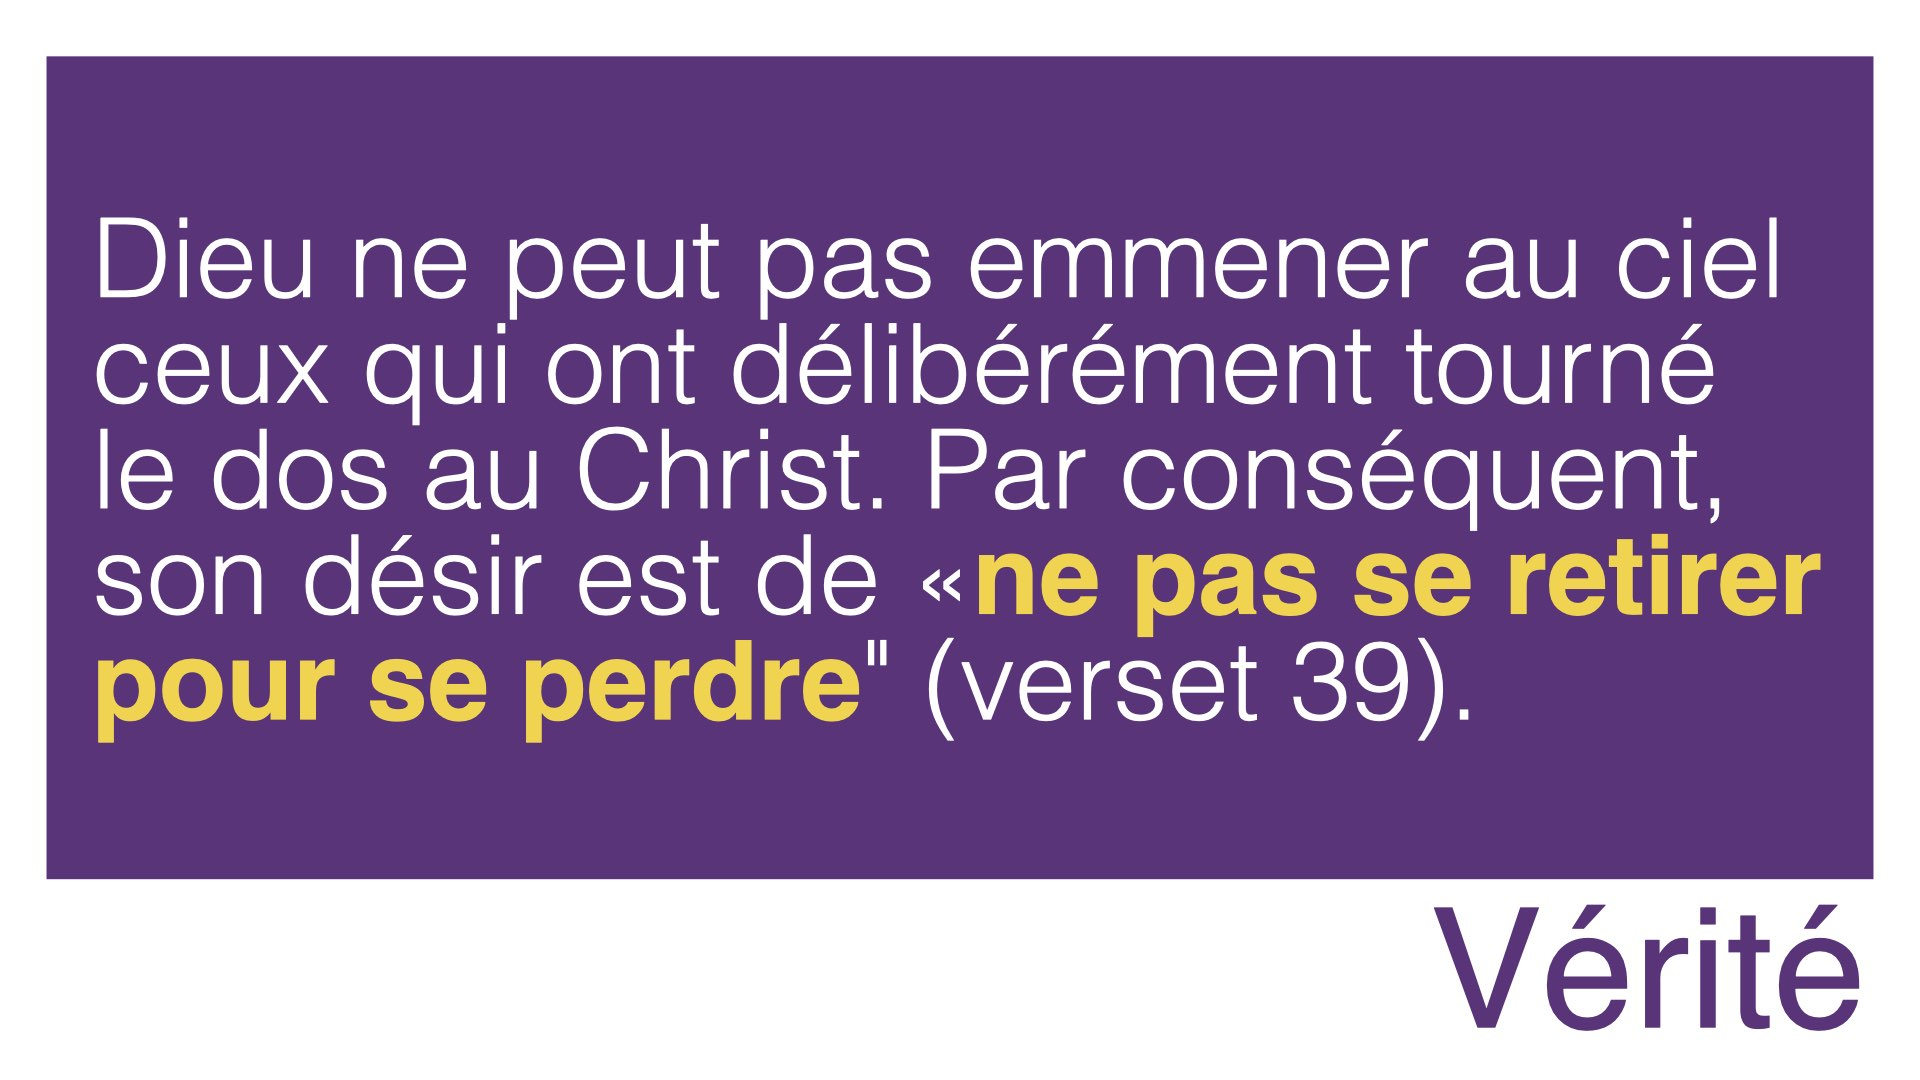 Dieu ne peut pas emmener au ciel
ceux qui ont délibérément tourné
le dos au Christ. Par conséquent,
son désir est de «ne pas se retirer
pour se perdre" (verset 39).
Vérité